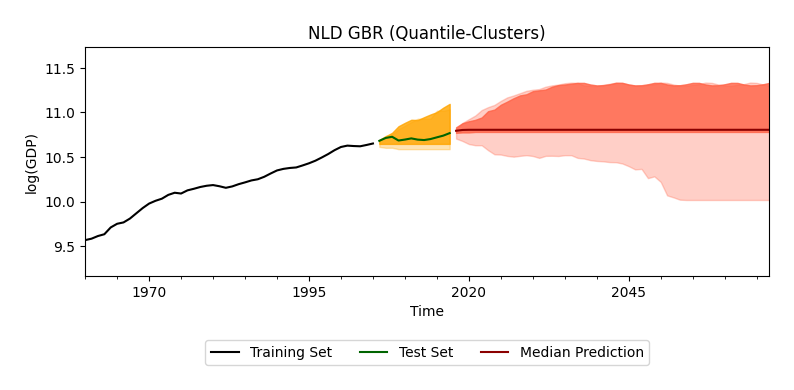 NLD GBR (Quantile-Clusters)
11.5
11.0
10.5
10.0
9.5
log(GDP)
1970 1995 2020 2045
Time
Training Set Test Set Median Prediction